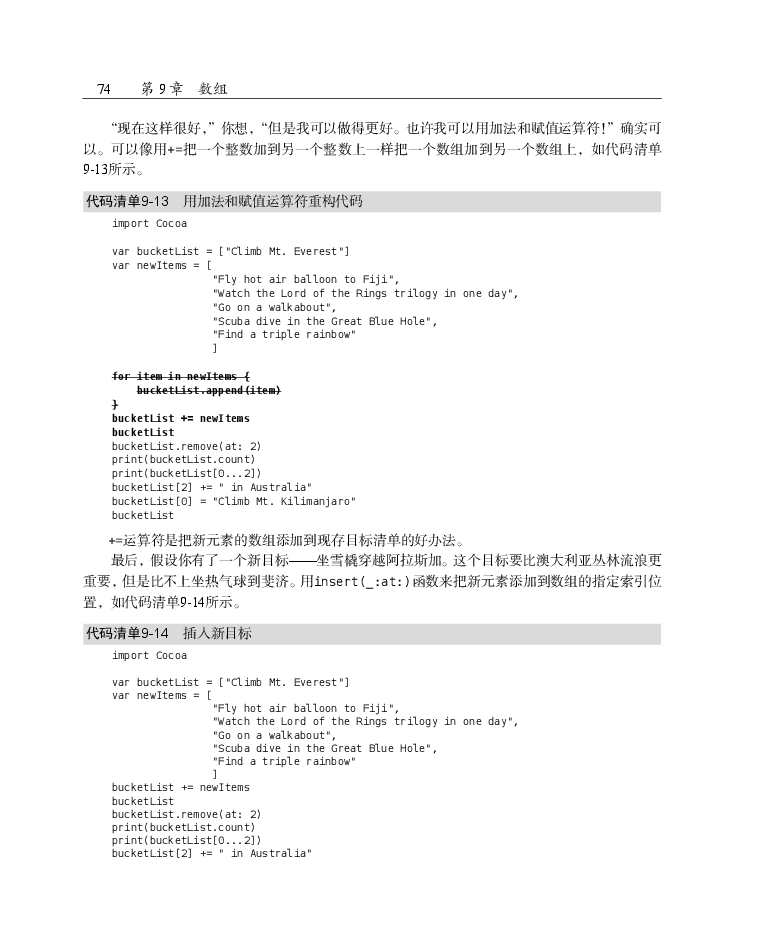 74 第9章 数组
“现在这样很好，”你想，“但是我可以做得更好。也许我可以用加法和赋值运算符！”确实可
以。可以像用+=把一个整数加到另一个整数上一样把一个数组加到另一个数组上，如代码清单
9-13所示。
代码清单9-13 用加法和赋值运算符重构代码
import Cocoa
var bucketList = ["Climb Mt. Everest"]
var newItems = [
"Fly hot air balloon to Fiji",
"Watch the Lord of the Rings trilogy in one day",
"Go on a walkabout",
"Scuba dive in the Great Blue Hole",
"Find a triple rainbow"
]
for item in newItems {
bucketList.append(item)
}
bucketList += newItems
bucketList
bucketList.remove(at: 2)
print(bucketList.count)
print(bucketList[0...2])
bucketList[2] += " in Australia"
bucketList[0] = "Climb Mt. Kilimanjaro"
bucketList
+=运算符是把新元素的数组添加到现存目标清单的好办法。
最后，假设你有了一个新目标——坐雪橇穿越阿拉斯加。这个目标要比澳大利亚丛林流浪更
重要，但是比不上坐热气球到斐济。用insert(_:at:)函数来把新元素添加到数组的指定索引位
置，如代码清单9-14所示。
代码清单9-14 插入新目标
import Cocoa
var bucketList = ["Climb Mt. Everest"]
var newItems = [
"Fly hot air balloon to Fiji",
"Watch the Lord of the Rings trilogy in one day",
"Go on a walkabout",
"Scuba dive in the Great Blue Hole",
"Find a triple rainbow"
]
bucketList += newItems
bucketList
bucketList.remove(at: 2)
print(bucketList.count)
print(bucketList[0...2])
bucketList[2] += " in Australia"